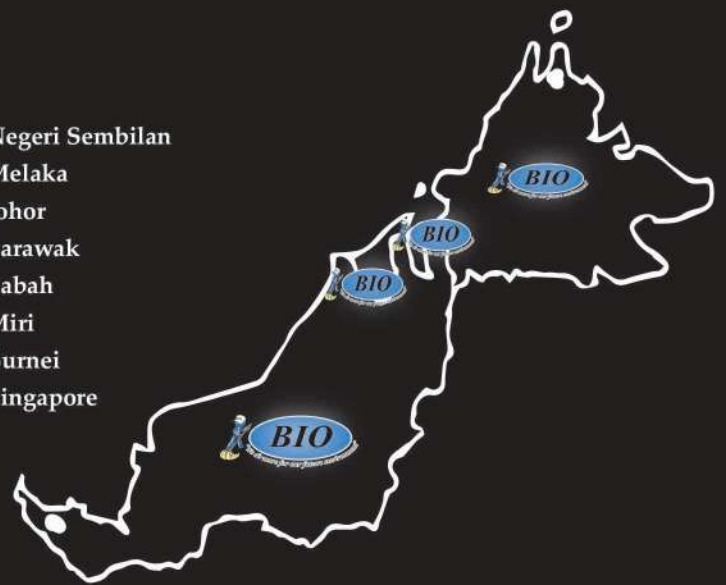 Negeri Sembilan
Melaka
ohor
arawak
abah
Miri
urnei
ingapore
BIO
BIO
BIO
BIO